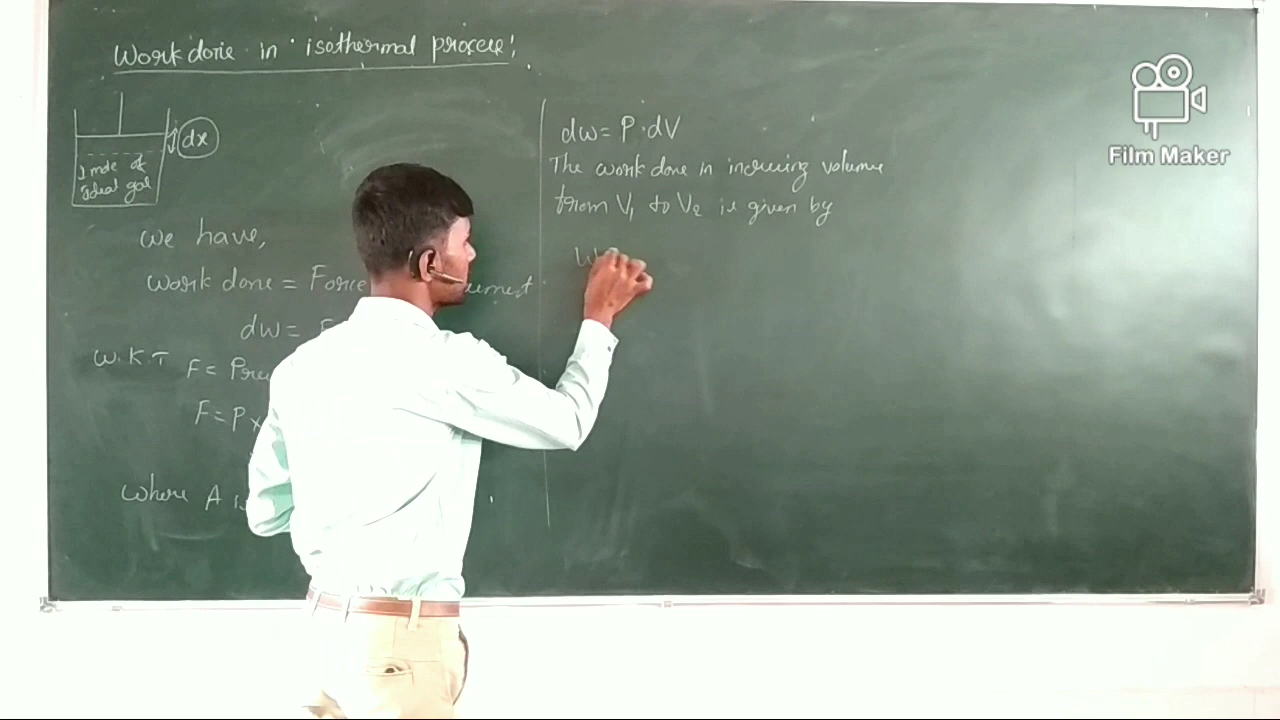 Work done in isothermal process:
dx
1 mole of
ideal gas
We have,
Work done = Force
dw =
W.K.T F =
F = P x
Where A is
dw = P·dV
The work done in increasing volume
from V₁ to V₂ is given by
W
Film Maker